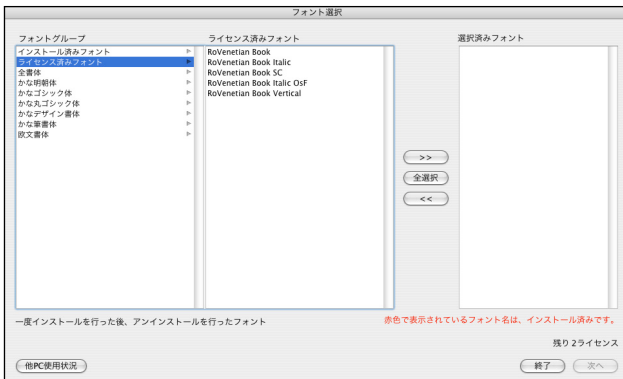 フォント選択
フォントグループ
ライセンス済みフォント
選択済みフォント
インストール済みフォント
ライセンス済みフォント
全書体
かな明朝体
かなゴシック体
かな丸ゴシック体
かなデザイン書体
かな筆書体
欧文書体
RoVenetian Book
RoVenetian Book Italic
RoVenetian Book SC
RoVenetian Book Italic OsF
RoVenetian Book Vertical
>>
全選択
<<
一度インストールを行った後、アンインストールを行ったフォント
赤色で表示されているフォント名は、インストール済みです。
残り 2ライセンス
他PC使用状況
終了
次へ